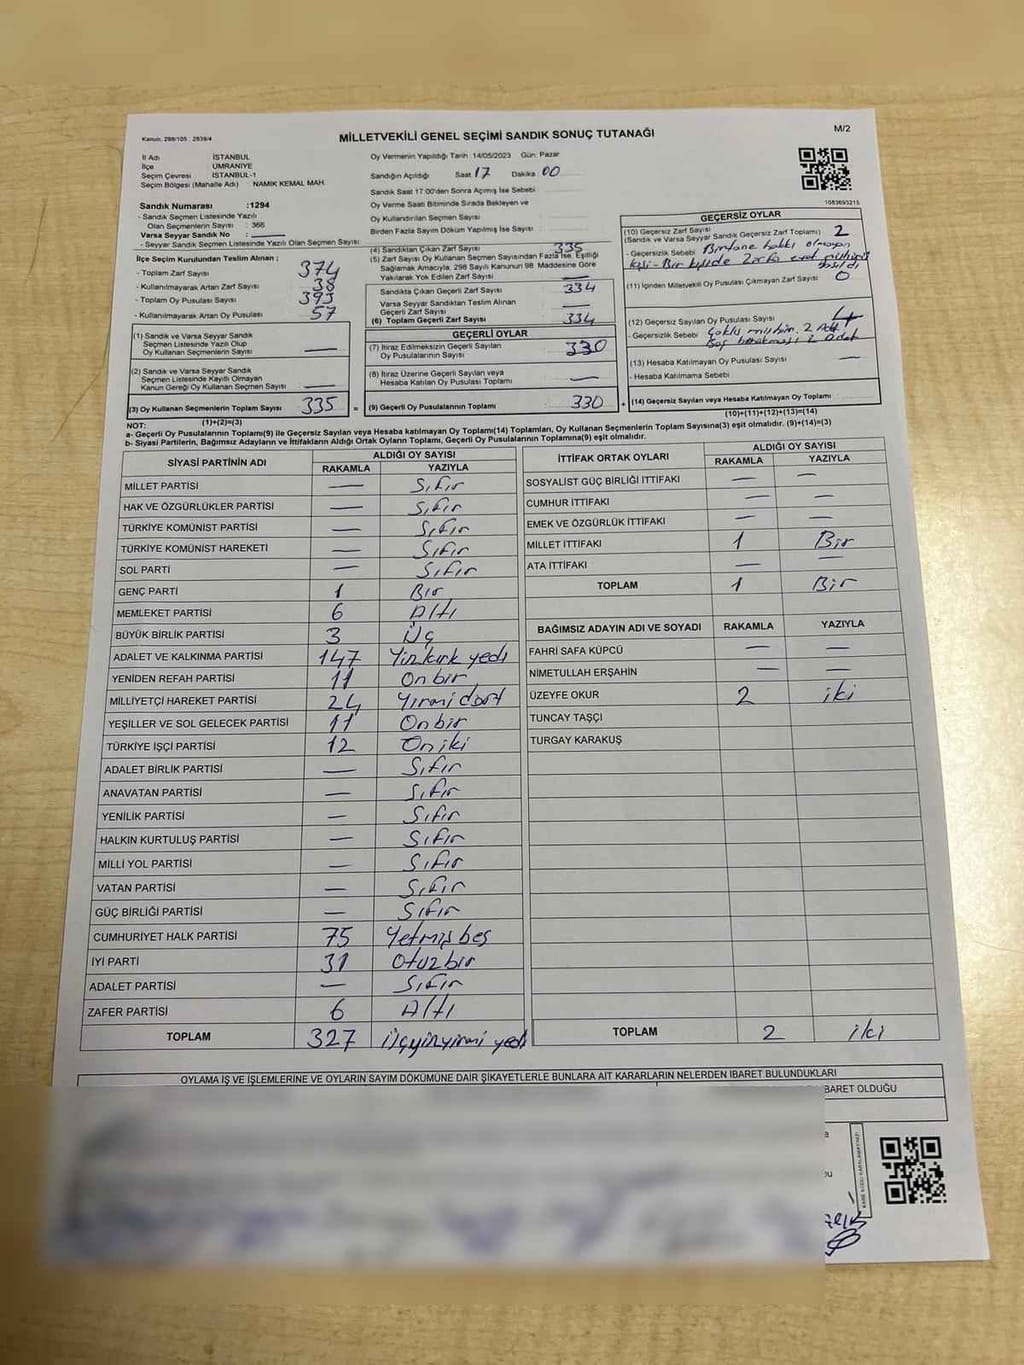 Kanun. 298/105 . 2839/4
MİLLETVEKİLİ GENEL SEÇİMİ SANDIK SONUÇ TUTANAĞI
M/2
İl Adı İSTANBUL
İlçe ÜMRANİYE
Seçim Çevresi İSTANBUL-1
Seçim Bölgesi (Mahalle Adı) NAMIK KEMAL MAH.
Sandık Numarası :1294
- Sandık Seçmen Listesinde Yazılı
Olan Seçmenlerin Sayısı : 366
Varsa Seyyar Sandık No :
- Seyyar Sandık Seçmen Listesinde Yazılı Olan Seçmen Sayısı:
Oy Vermenin Yapıldığı Tarih 14/05/2023 Gün: Pazar
Sandığın Açıldığı Saat 17 Dakika 00
Sandık Saat 17:00'den Sonra Açımış İse Sebebi
Oy Verme Saati Bitiminde Sırada Bekleyen ve
Oy Kullandırılan Seçmen Sayısı
Birden Fazla Sayım Döküm Yapılmış İse Sayısı
1083693215
İlçe Seçim Kurulundan Teslim Alınan ;
- Toplam Zarf Sayısı 374
- Kullanılmayarak Artan Zarf Sayısı 38
- Toplam Oy Pusulası Sayısı 393
- Kullanılmayarak Artan Oy Pusulası 57
(1) Sandık ve Varsa Seyyar Sandık
Seçmen Listesinde Yazılı Olup
Oy Kullanan Seçmenlerin Sayısı —
(2) Sandık ve Varsa Seyyar Sandık
Seçmen Listesinde Kayıtlı Olmayan
Kanun Gereği Oy Kullanan Seçmen Sayısı —
(3) Oy Kullanan Seçmenlerin Toplam Sayısı 335
(1)+(2)=(3)
(4) Sandıktan Çıkan Zarf Sayısı 335
(5) Zarf Sayısı Oy Kullanan Seçmen Sayısından Fazla İse, Eşitliği
Sağlamak Amacıyla, 298 Sayılı Kanunun 98 Maddesine Göre
Yakılarak Yok Edilen Zarf Sayısı —
Sandıkta Çıkan Geçerli Zarf Sayısı 334
Varsa Seyyar Sandıktan Teslim Alınan
Geçerli Zarf Sayısı —
(6) Toplam Geçerli Zarf Sayısı 334
GEÇERLİ OYLAR
(7) İtiraz Edilmeksizin Geçerli Sayılan
Oy Pusulalarının Sayısı 330
(8) İtiraz Üzerine Geçerli Sayılan veya
Hesaba Katılan Oy Pusulası Toplamı —
= (9) Geçerli Oy Pusulalarının Toplamı 330 +
GEÇERSİZ OYLAR
(10) Geçersiz Zarf Sayısı
(Sandık ve Varsa Seyyar Sandık Geçersiz Zarf Toplamı) 2
- Geçersizlik Sebebi
(11) İçinden Milletvekili Oy Pusulası Çıkmayan Zarf Sayısı 0
(12) Geçersiz Sayılan Oy Pusulası Sayısı 4
- Geçersizlik Sebebi 2 Adet
2 Adet
(13) Hesaba Katılmayan Oy Pusulası Sayısı —
- Hesaba Katılmama Sebebi
(14) Geçersiz Sayılan veya Hesaba Katılmayan Oy Toplamı
(10)+(11)+(12)+(13)=(14)
NOT:
a- Geçerli Oy Pusulalarının Toplamı(9) ile Geçersiz Sayılan veya Hesaba katılmayan Oy Toplamı(14) Toplamları, Oy Kullanan Seçmenlerin Toplam Sayısına(3) eşit olmalıdır. (9)+(14)=(3)
b- Siyasi Partilerin, Bağımsız Adayların ve İttifakların Aldığı Ortak Oyların Toplamı, Geçerli Oy Pusulalarının Toplamına(9) eşit olmalıdır.
SİYASİ PARTİNİN ADI
ALDIĞI OY SAYISI
RAKAMLA YAZIYLA
MİLLET PARTİSİ — Sıfır
HAK VE ÖZGÜRLÜKLER PARTİSİ — Sıfır
TÜRKİYE KOMÜNİST PARTİSİ — Sıfır
TÜRKİYE KOMÜNİST HAREKETİ — Sıfır
SOL PARTİ — Sıfır
GENÇ PARTİ 1 Bir
MEMLEKET PARTİSİ 6 Altı
BÜYÜK BİRLİK PARTİSİ 3 Üç
ADALET VE KALKINMA PARTİSİ 147 Yüzkırk yedi
YENİDEN REFAH PARTİSİ 11 On bir
MİLLİYETÇİ HAREKET PARTİSİ 24 Yirmi dört
YEŞİLLER VE SOL GELECEK PARTİSİ 11 Onbir
TÜRKİYE İŞÇİ PARTİSİ 12 Oniki
ADALET BİRLİK PARTİSİ — Sıfır
ANAVATAN PARTİSİ — Sıfır
YENİLİK PARTİSİ — Sıfır
HALKIN KURTULUŞ PARTİSİ — Sıfır
MİLLİ YOL PARTİSİ — Sıfır
VATAN PARTİSİ — Sıfır
GÜÇ BİRLİĞİ PARTİSİ — Sıfır
CUMHURİYET HALK PARTİSİ 75 Yetmiş beş
İYİ PARTİ 31 Otuzbir
ADALET PARTİSİ — Sıfır
ZAFER PARTİSİ 6 Altı
TOPLAM 327 Üçyüzyirmi yedi
İTTİFAK ORTAK OYLARI
ALDIĞI OY SAYISI
RAKAMLA YAZIYLA
SOSYALİST GÜÇ BİRLİĞİ İTTİFAKI — —
CUMHUR İTTİFAKI — —
EMEK VE ÖZGÜRLÜK İTTİFAKI — —
MİLLET İTTİFAKI 1 Bir
ATA İTTİFAKI — —
TOPLAM 1 Bir
BAĞIMSIZ ADAYIN ADI VE SOYADI RAKAMLA YAZIYLA
FAHRİ SAFA KÜPCÜ — —
NİMETULLAH ERŞAHİN — —
ÜZEYFE OKUR 2 iki
TUNCAY TAŞÇI
TURGAY KARAKUŞ
TOPLAM 2 iki
OYLAMA İŞ VE İŞLEMLERİNE VE OYLARIN SAYIM DÖKÜMÜNE DAİR ŞİKAYETLERLE BUNLARA AİT KARARLARIN NELERDEN İBARET BULUNDUKLARI
BARET OLDUĞU